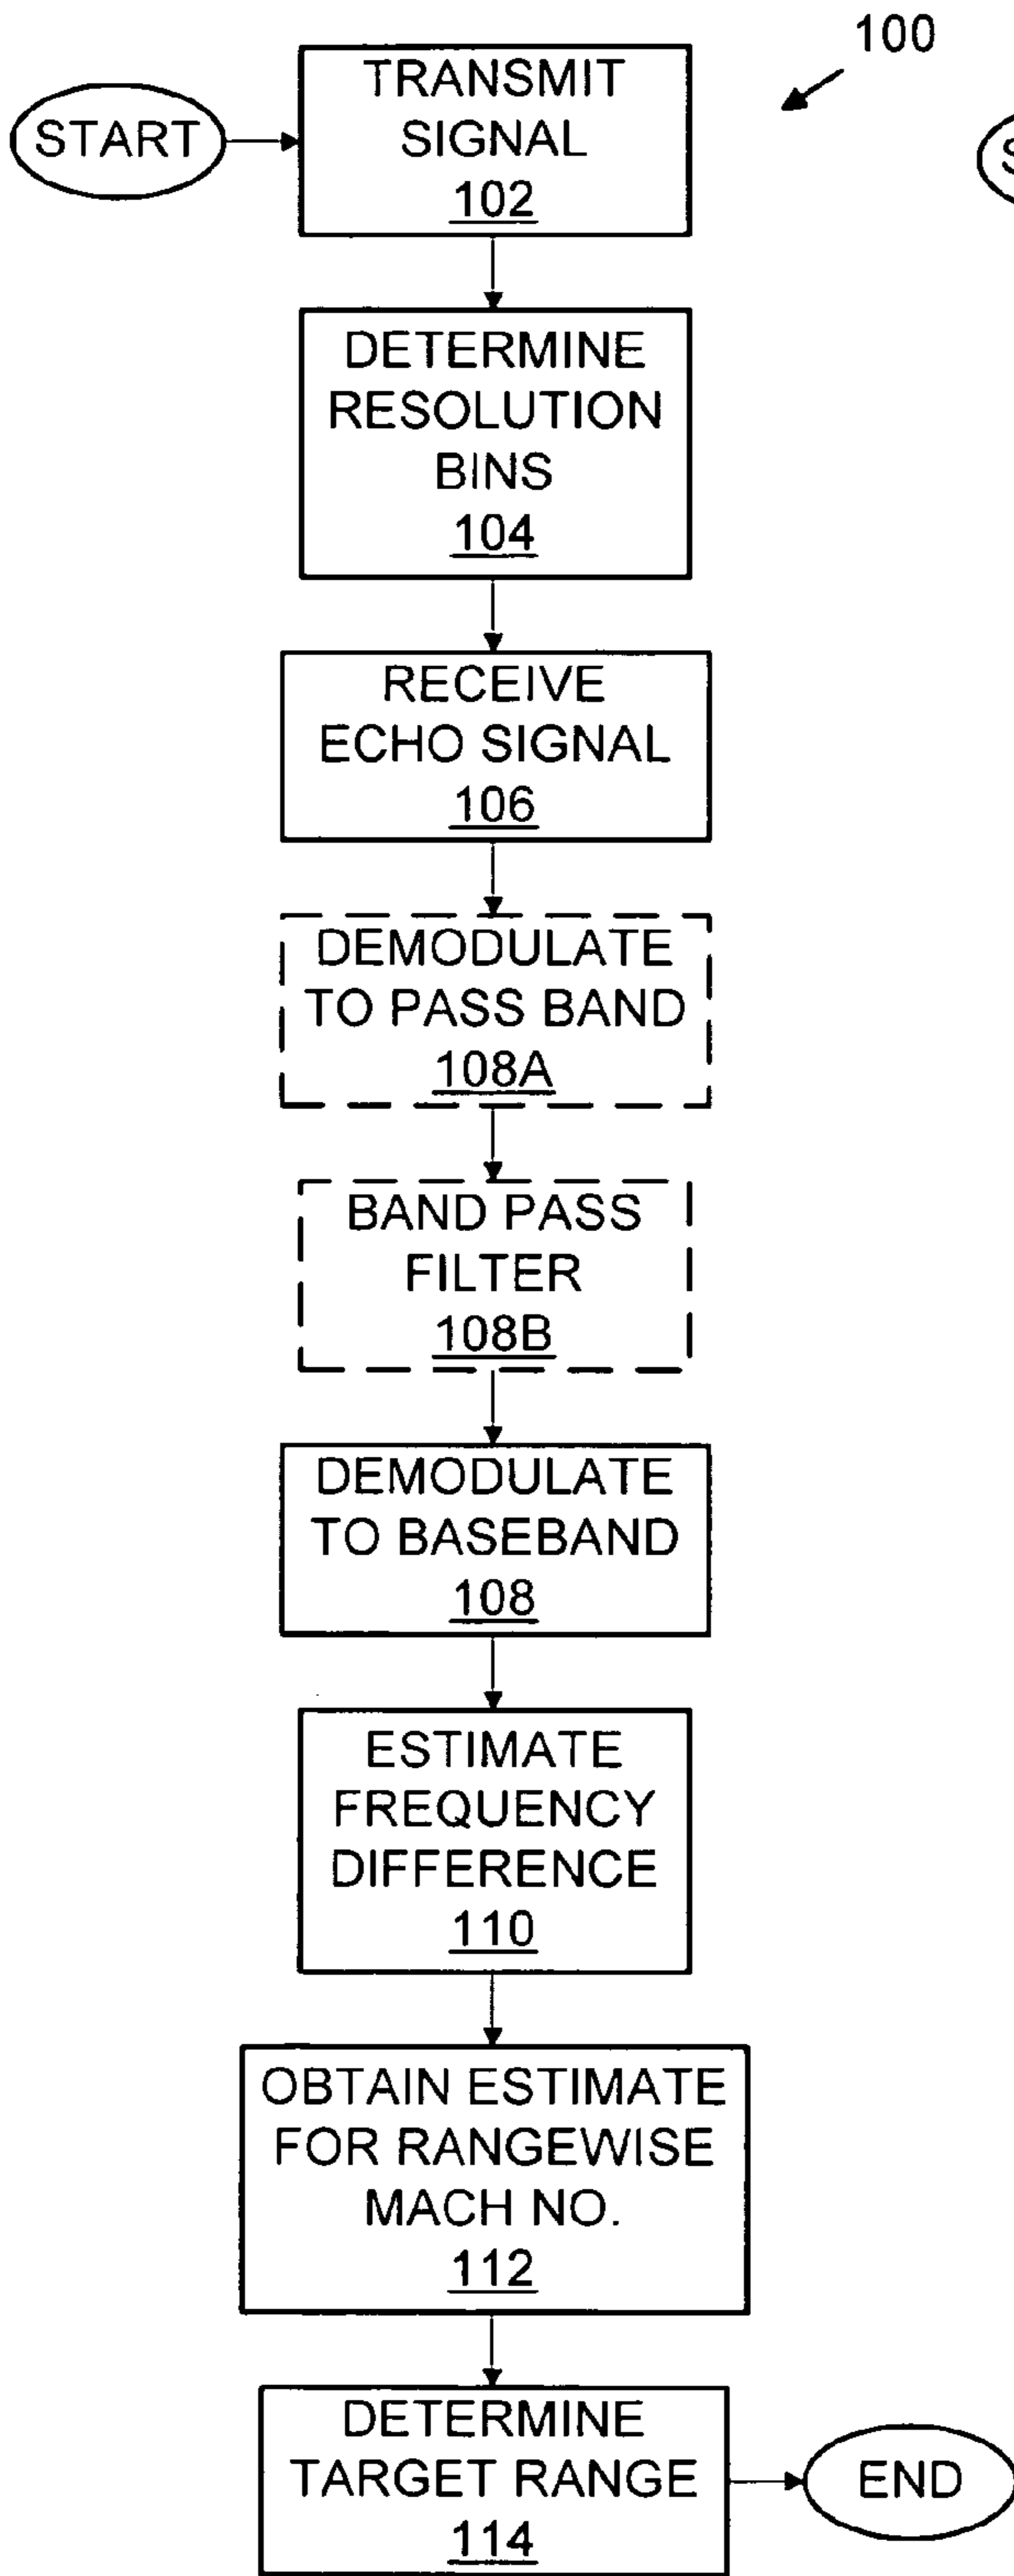 100
START
TRANSMIT
SIGNAL
102
DETERMINE
RESOLUTION
BINS
104
RECEIVE
ECHO SIGNAL
106
DEMODULATE
TO PASS BAND
108A
BAND PASS
FILTER
108B
DEMODULATE
TO BASEBAND
108
ESTIMATE
FREQUENCY
DIFFERENCE
110
OBTAIN ESTIMATE
FOR RANGEWISE
MACH NO.
112
DETERMINE
TARGET RANGE
114
END